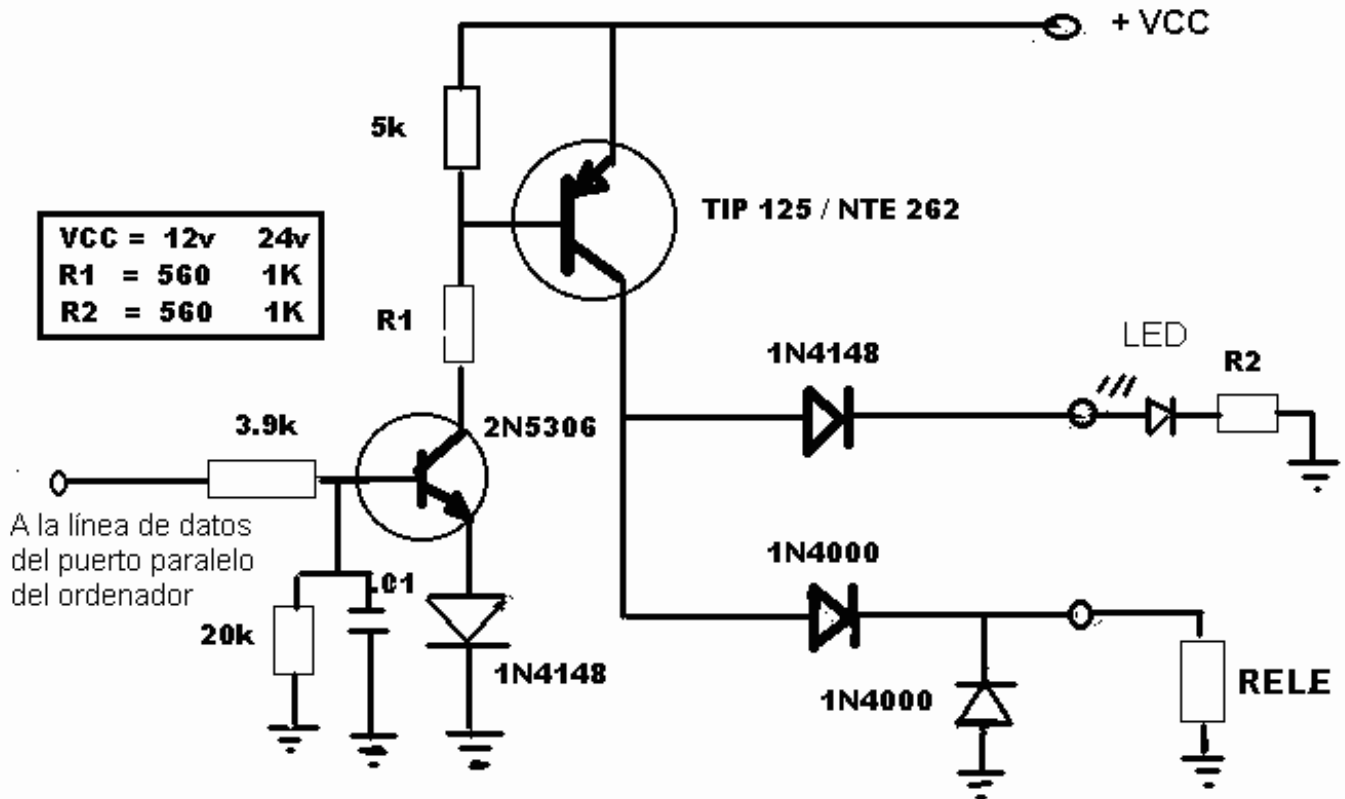 + VCC
5k
TIP 125 / NTE 262
VCC = 12v 24v
R1 = 560 1K
R2 = 560 1K
R1
1N4148
LED
R2
3.9k
2N5306
A la línea de datos
del puerto paralelo
del ordenador
1N4000
.01
20k
1N4148
1N4000
RELE